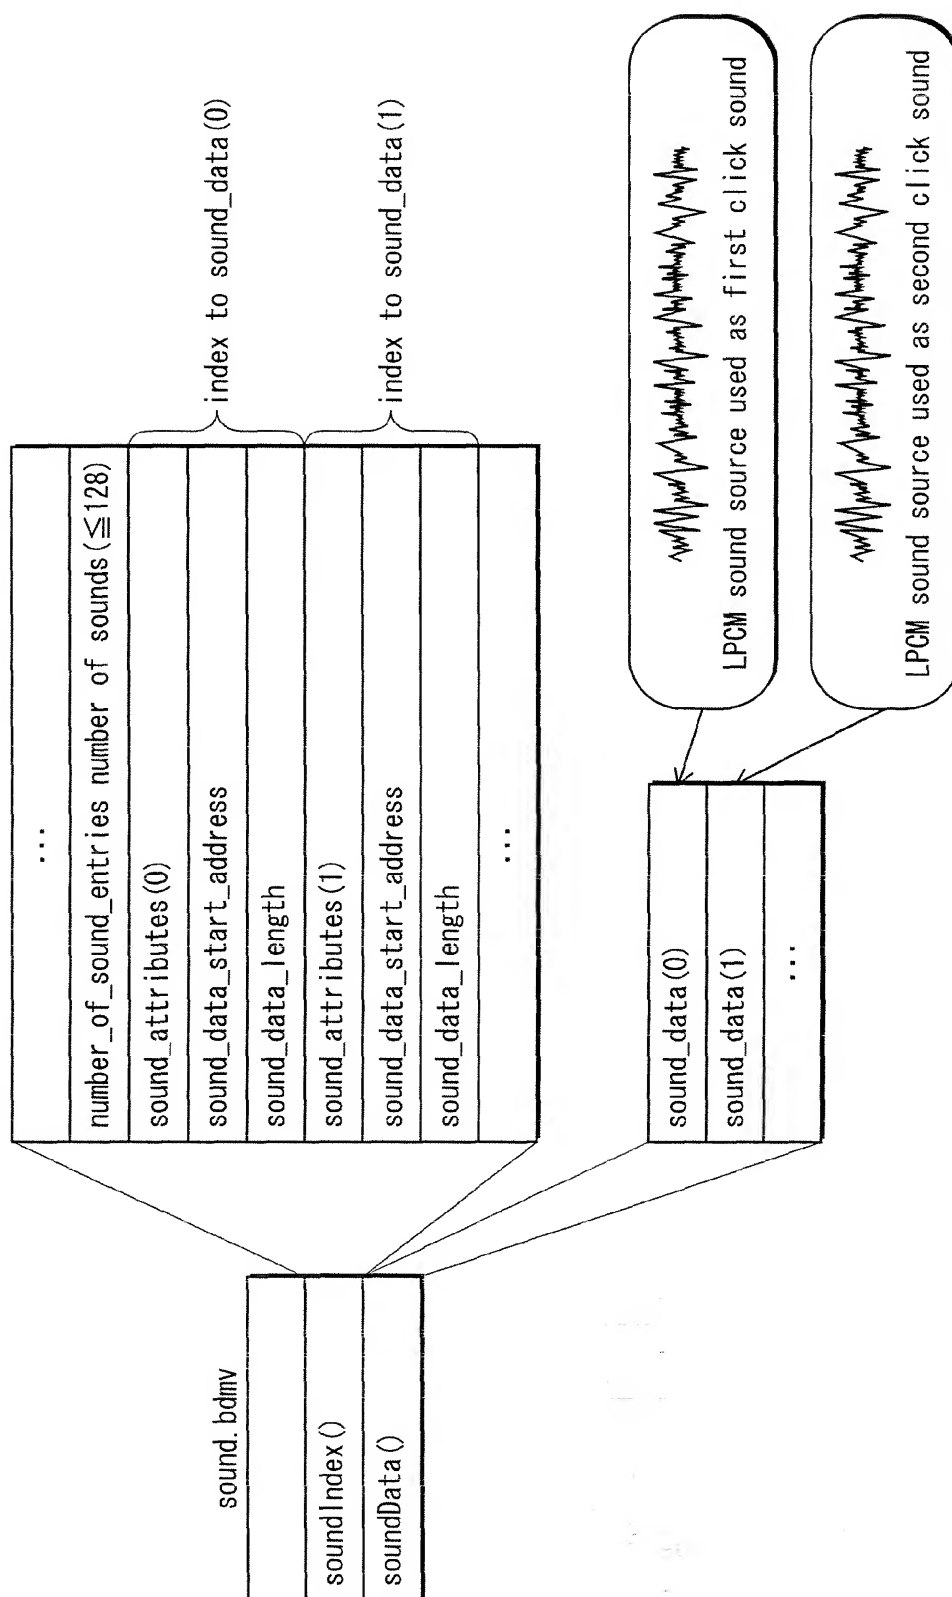 sound.bdmv
soundIndex()
soundData()
...
number_of_sound_entries number of sounds(≦128)
sound_attributes(0)
sound_data_start_address
sound_data_length
sound_attributes(1)
sound_data_start_address
sound_data_length
...
index to sound_data(0)
index to sound_data(1)
sound_data(0)
sound_data(1)
...
LPCM sound source used as first click sound
LPCM sound source used as second click sound